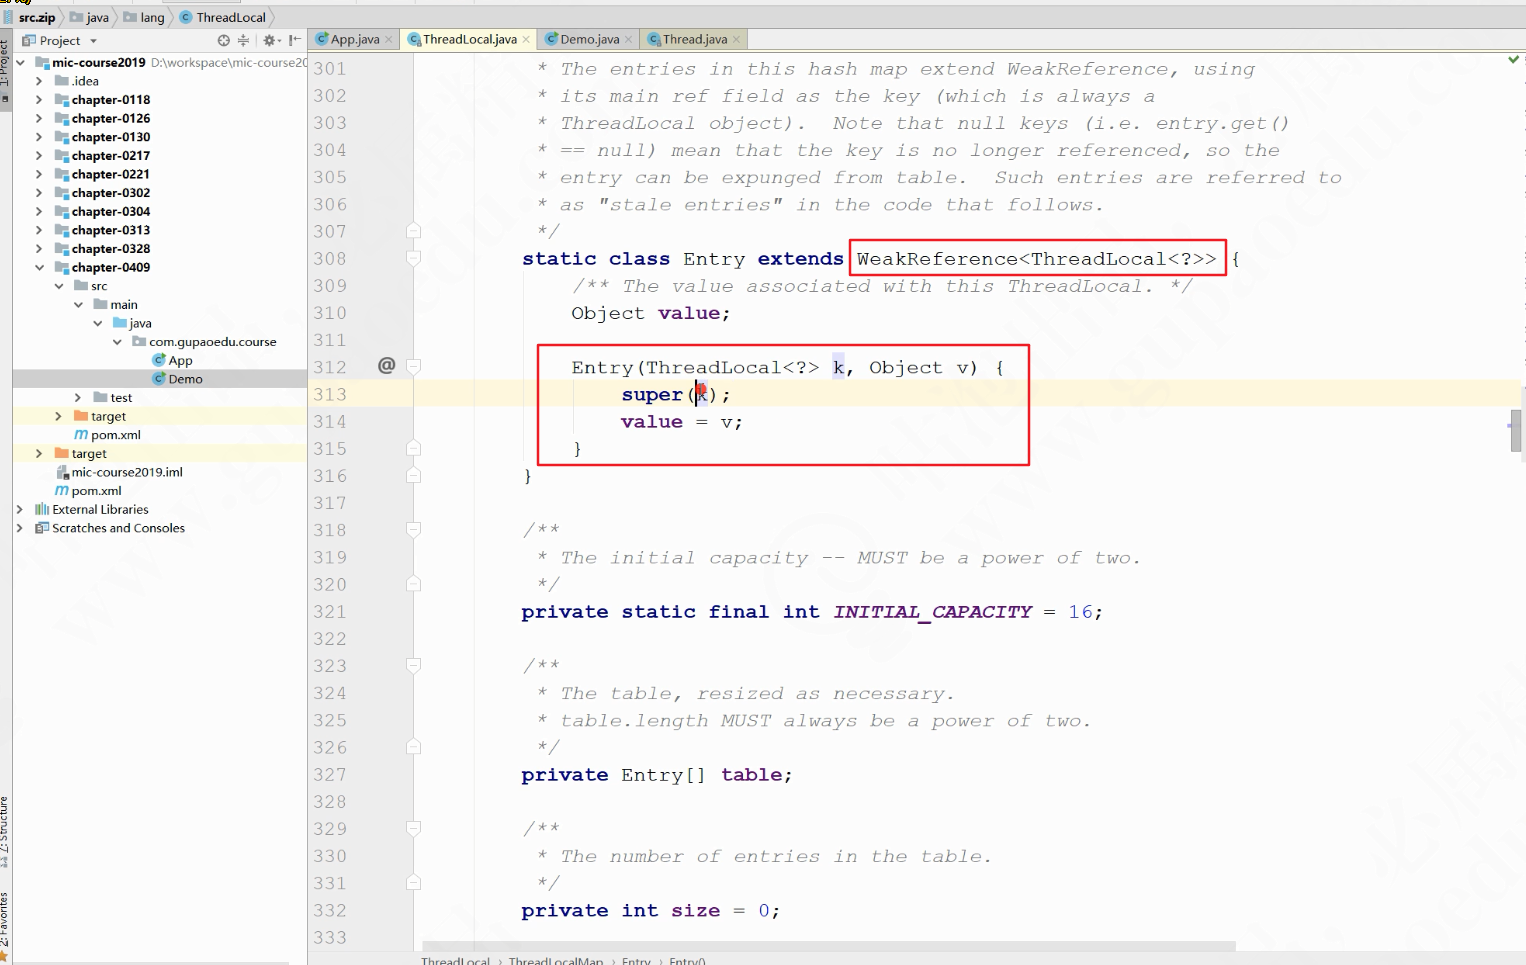 src.zip java lang ThreadLocal
Project
App.java ThreadLocal.java Demo.java Thread.java
1: Project
mic-course2019 D:\workspace\mic-course20
.idea
chapter-0118
chapter-0126
chapter-0130
chapter-0217
chapter-0221
chapter-0302
chapter-0304
chapter-0313
chapter-0328
chapter-0409
src
main
java
com.gupaoedu.course
App
Demo
test
target
pom.xml
target
mic-course2019.iml
pom.xml
External Libraries
Scratches and Consoles
Z: Structure
2: Favorites
301 * The entries in this hash map extend WeakReference, using
302 * its main ref field as the key (which is always a
303 * ThreadLocal object).  Note that null keys (i.e. entry.get()
304 * == null) mean that the key is no longer referenced, so the
305 * entry can be expunged from table.  Such entries are referred to
306 * as "stale entries" in the code that follows.
307 */
308 static class Entry extends WeakReference<ThreadLocal<?>> {
309 /** The value associated with this ThreadLocal. */
310 Object value;
311
312 @ Entry(ThreadLocal<?> k, Object v) {
313 super(k);
314 value = v;
315 }
316 }
317
318 /**
319 * The initial capacity -- MUST be a power of two.
320 */
321 private static final int INITIAL_CAPACITY = 16;
322
323 /**
324 * The table, resized as necessary.
325 * table.length MUST always be a power of two.
326 */
327 private Entry[] table;
328
329 /**
330 * The number of entries in the table.
331 */
332 private int size = 0;
333
ThreadLocal › ThreadLocalMap › Entry › Entry()